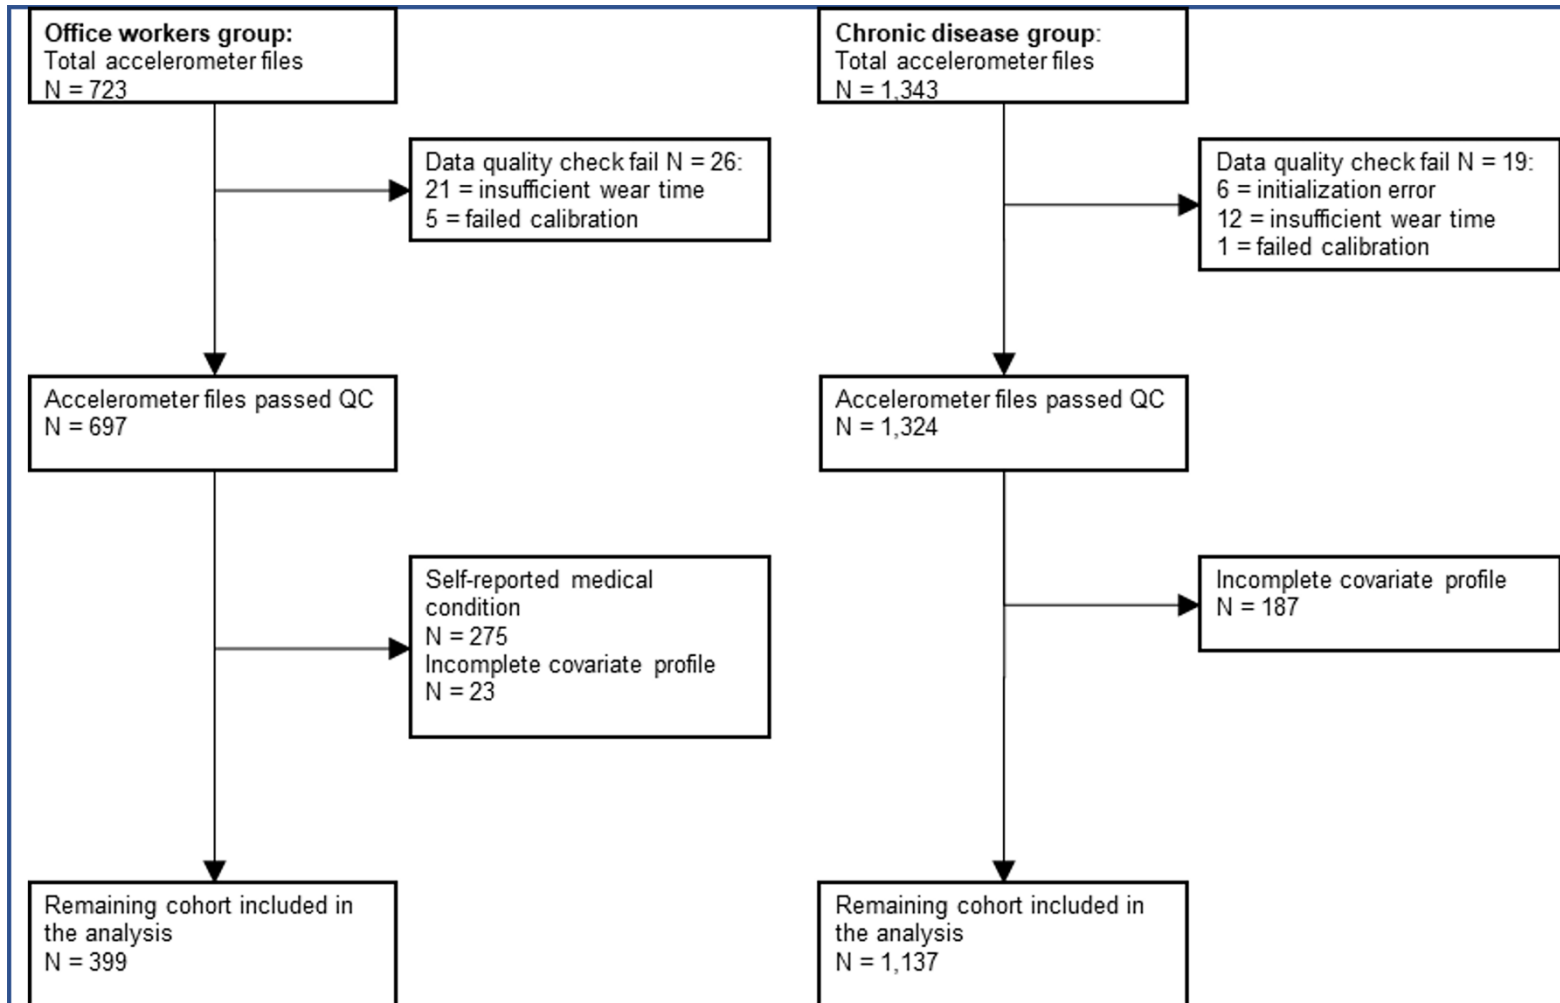 Office workers group:
Total accelerometer files
N = 723
Data quality check fail N = 26:
21 = insufficient wear time
5 = failed calibration
Accelerometer files passed QC
N = 697
Self-reported medical
condition
N = 275
Incomplete covariate profile
N = 23
Remaining cohort included in
the analysis
N = 399
Chronic disease group:
Total accelerometer files
N = 1,343
Data quality check fail N = 19:
6 = initialization error
12 = insufficient wear time
1 = failed calibration
Accelerometer files passed QC
N = 1,324
Incomplete covariate profile
N = 187
Remaining cohort included in
the analysis
N = 1,137